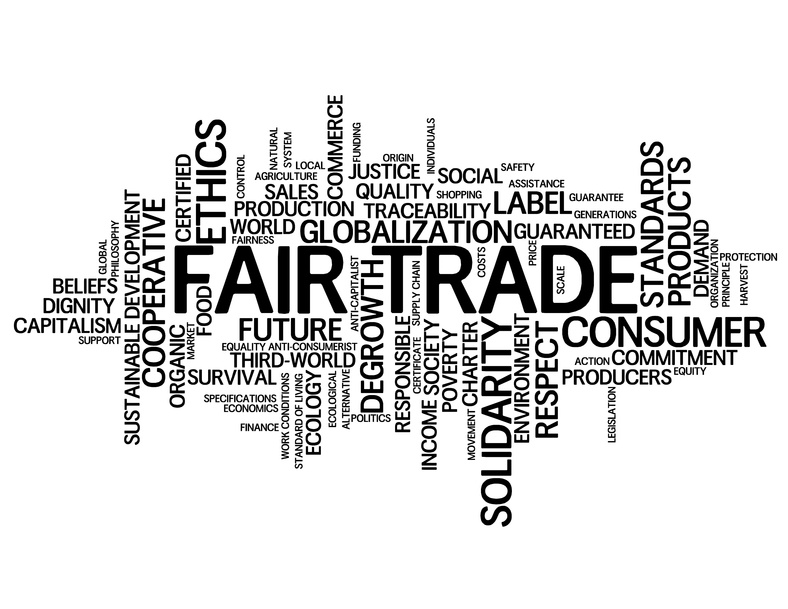 COMMERCE
FUNDING
INDIVIDUALS
ETHICS
NATURAL
SYSTEM
CONTROL
CERTIFIED
LOCAL
ORIGIN
AGRICULTURE
JUSTICE
SOCIAL
SAFETY
SALES
QUALITY
SHOPPING
ASSISTANCE
PRODUCTION
TRACEABILITY
LABEL
GUARANTEE
GENERATIONS
WORLD
GLOBALIZATION
GUARANTEED
FAIRNESS
STANDARDS
PRODUCTS
DEMAND
ORGANIZATION
PRINCIPLE
PROTECTION
HARVEST
GLOBAL
PHILOSOPHY
SUSTAINABLE DEVELOPMENT
COOPERATIVE
BELIEFS
DIGNITY
CAPITALISM
SUPPORT
FAIR TRADE
FOOD
ANTI-CAPITALIST
DEGROWTH
SUPPLY CHAIN
COSTS
PRICE
SCALE
ORGANIC
MARKET
FUTURE
EQUALITY
ANTI-CONSUMERIST
THIRD-WORLD
SURVIVAL
SPECIFICATIONS
ECONOMICS
FINANCE
WORK CONDITIONS
STANDARD OF LIVING
ECOLOGY
ECOLOGICAL
ALTERNATIVE
POLITICS
RESPONSIBLE
CERTIFICATE
INCOME
SOCIETY
POVERTY
CHARTER
MOVEMENT
SOLIDARITY
ENVIRONMENT
RESPECT
CONSUMER
ACTION
COMMITMENT
PRODUCERS
EQUITY
LEGISLATION